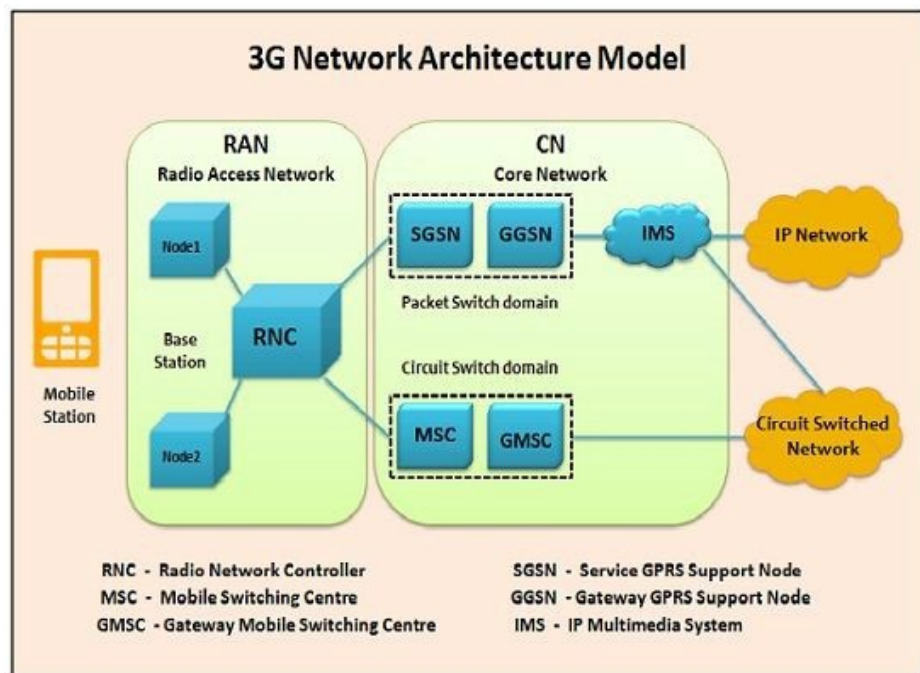 3G Network Architecture Model
RAN
Radio Access Network
CN
Core Network
Node1
Base
Station
Node2
RNC
SGSN
GGSN
Packet Switch domain
Circuit Switch domain
MSC
GMSC
IMS
IP Network
Circuit Switched
Network
Mobile
Station
RNC - Radio Network Controller
MSC - Mobile Switching Centre
GMSC - Gateway Mobile Switching Centre
SGSN - Service GPRS Support Node
GGSN - Gateway GPRS Support Node
IMS - IP Multimedia System